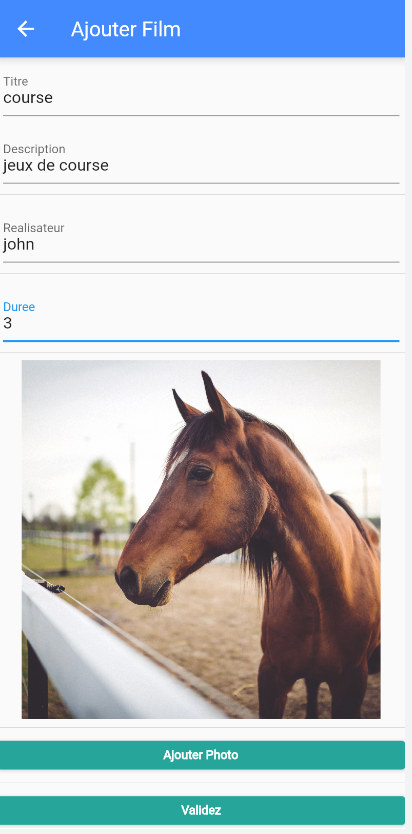 Ajouter Film
Titre
course
Description
jeux de course
Realisateur
john
Duree
3
Ajouter Photo
Validez